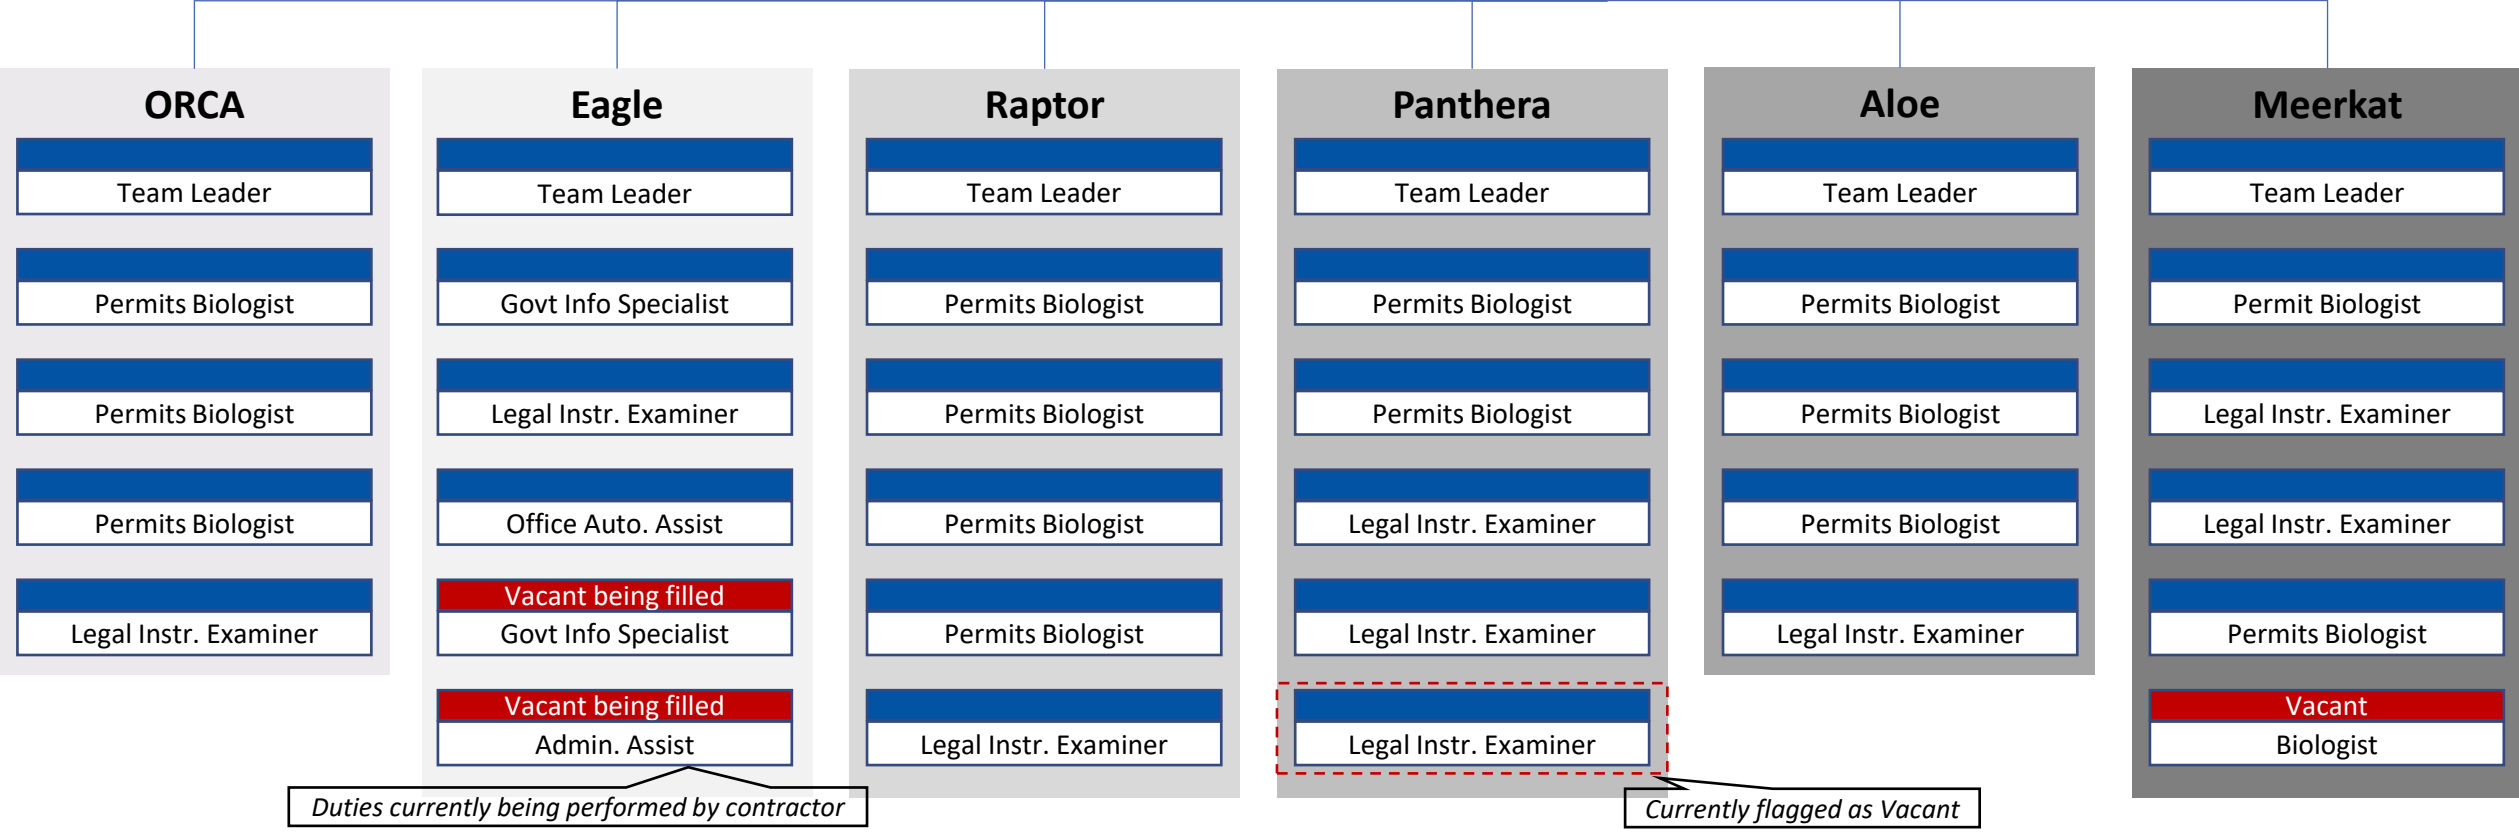 ORCA
Team Leader
Permits Biologist
Permits Biologist
Permits Biologist
Legal Instr. Examiner
Eagle
Team Leader
Govt Info Specialist
Legal Instr. Examiner
Office Auto. Assist
Vacant being filled
Govt Info Specialist
Vacant being filled
Admin. Assist
Duties currently being performed by contractor
Raptor
Team Leader
Permits Biologist
Permits Biologist
Permits Biologist
Permits Biologist
Legal Instr. Examiner
Panthera
Team Leader
Permits Biologist
Permits Biologist
Legal Instr. Examiner
Legal Instr. Examiner
Legal Instr. Examiner
Currently flagged as Vacant
Aloe
Team Leader
Permits Biologist
Permits Biologist
Permits Biologist
Legal Instr. Examiner
Meerkat
Team Leader
Permit Biologist
Legal Instr. Examiner
Legal Instr. Examiner
Permits Biologist
Vacant
Biologist